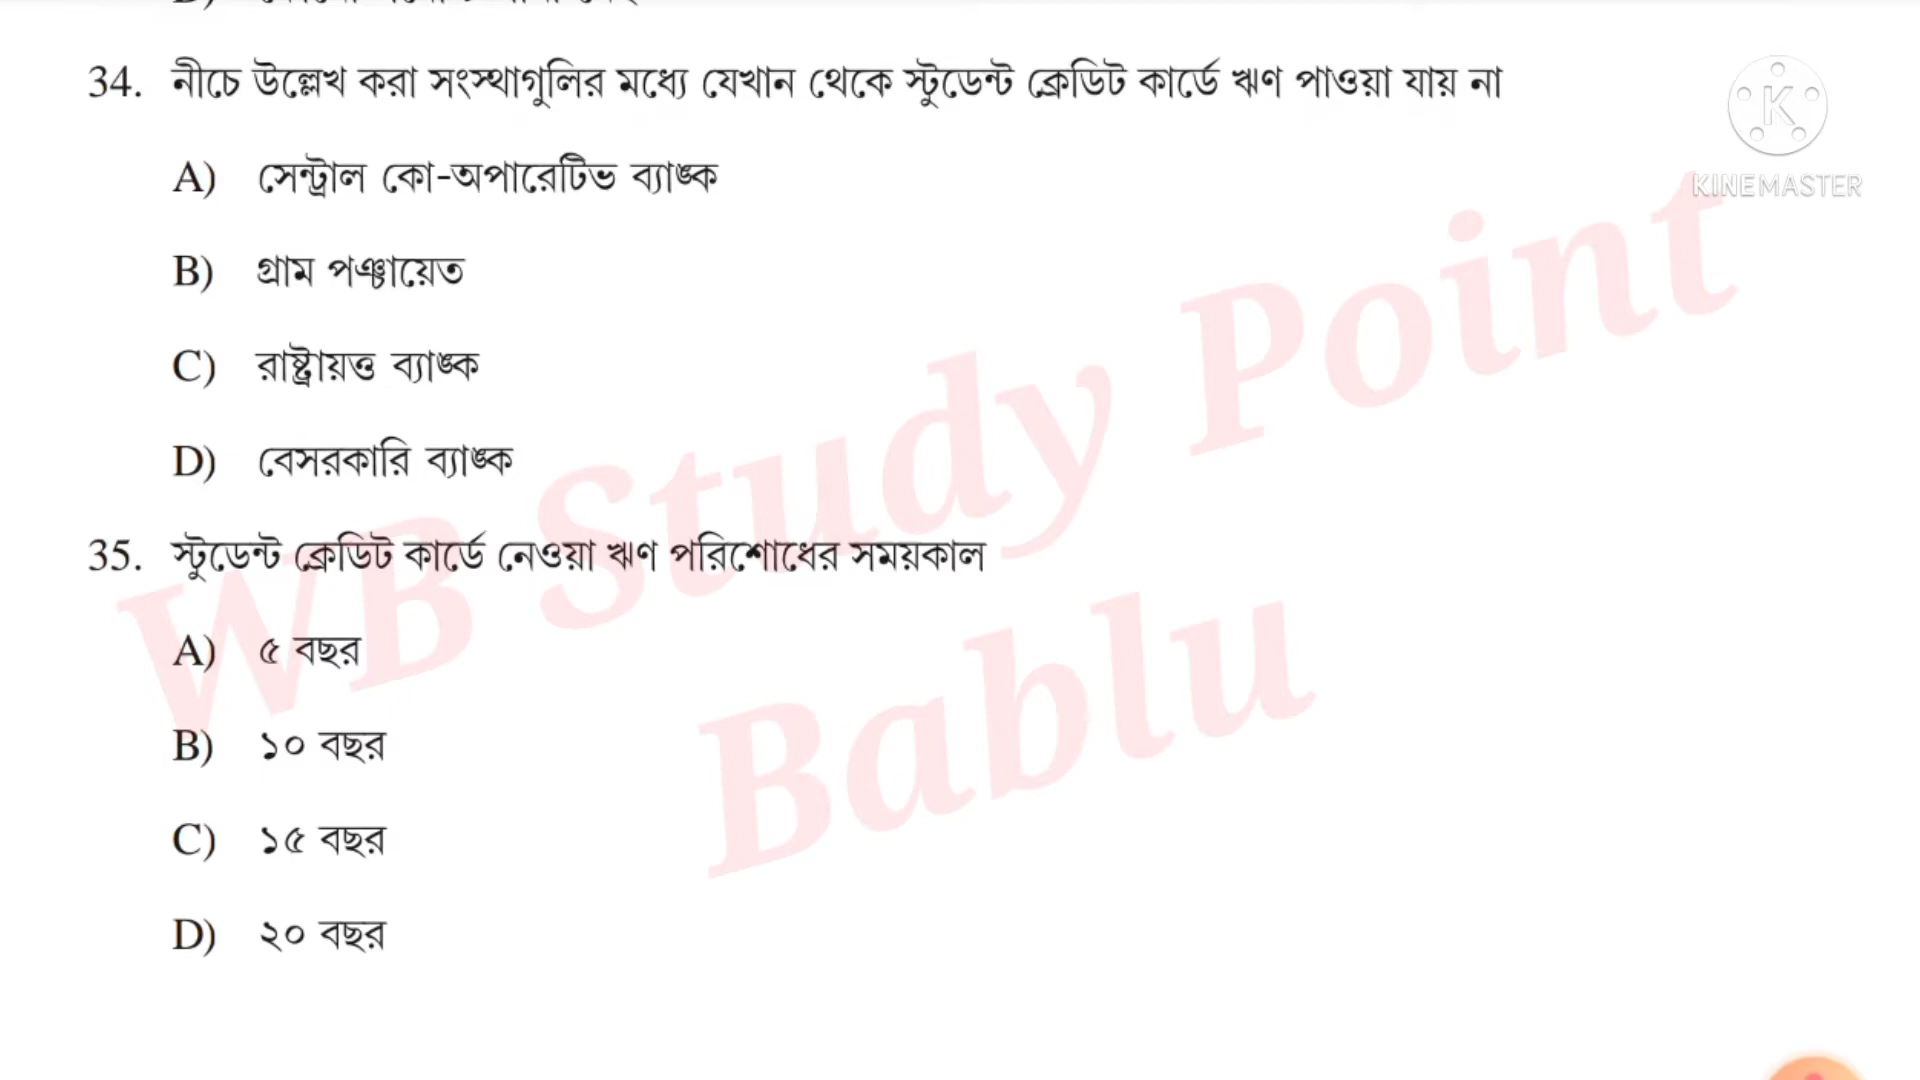 34. নীচে উল্লেখ করা সংস্থাগুলির মধ্যে যেখান থেকে স্টুডেন্ট ক্রেডিট কার্ডে ঋণ পাওয়া যায় না
K
KINEMASTER
A) সেন্ট্রাল কো-অপারেটিভ ব্যাঙ্ক
B) গ্রাম পঞ্চায়েত
C) রাষ্ট্রায়ত্ত ব্যাঙ্ক
D) বেসরকারি ব্যাঙ্ক
WB Study Point
Bablu
35. স্টুডেন্ট ক্রেডিট কার্ডে নেওয়া ঋণ পরিশোধের সময়কাল
A) ৫ বছর
B) ১০ বছর
C) ১৫ বছর
D) ২০ বছর